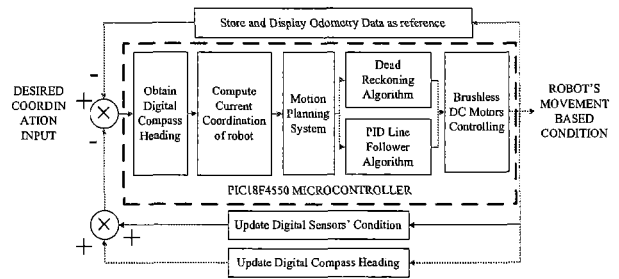 Store and Display Odometry Data as reference
DESIRED
COORDIN
ATION
INPUT
-
+
-
×
Obtain
Digital
Compass
Heading
Compute
Current
Coordination
of robot
Motion
Planning
System
Dead
Reckoning
Algorithm
PID Line
Follower
Algorithm
Brushless
DC Motors
Controlling
ROBOT'S
MOVEMENT
BASED
CONDITION
PIC18F4550 MICROCONTROLLER
×
+
+
Update Digital Sensors' Condition
Update Digital Compass Heading